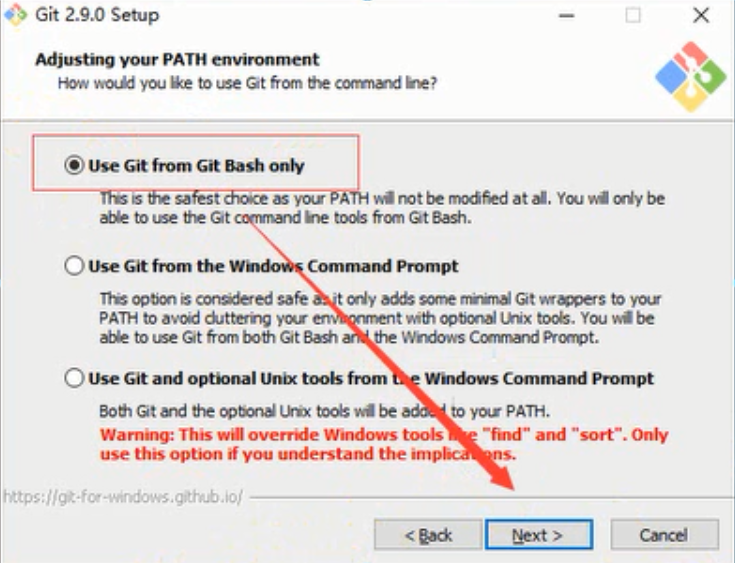 Git 2.9.0 Setup
Adjusting your PATH environment
How would you like to use Git from the command line?
Use Git from Git Bash only
This is the safest choice as your PATH will not be modified at all. You will only be
able to use the Git command line tools from Git Bash.
Use Git from the Windows Command Prompt
This option is considered safe as it only adds some minimal Git wrappers to your
PATH to avoid cluttering your environment with optional Unix tools. You will be
able to use Git from both Git Bash and the Windows Command Prompt.
Use Git and optional Unix tools from the Windows Command Prompt
Both Git and the optional Unix tools will be added to your PATH.
Warning: This will override Windows tools like "find" and "sort". Only
use this option if you understand the implications.
https://git-for-windows.github.io/
< Back
Next >
Cancel